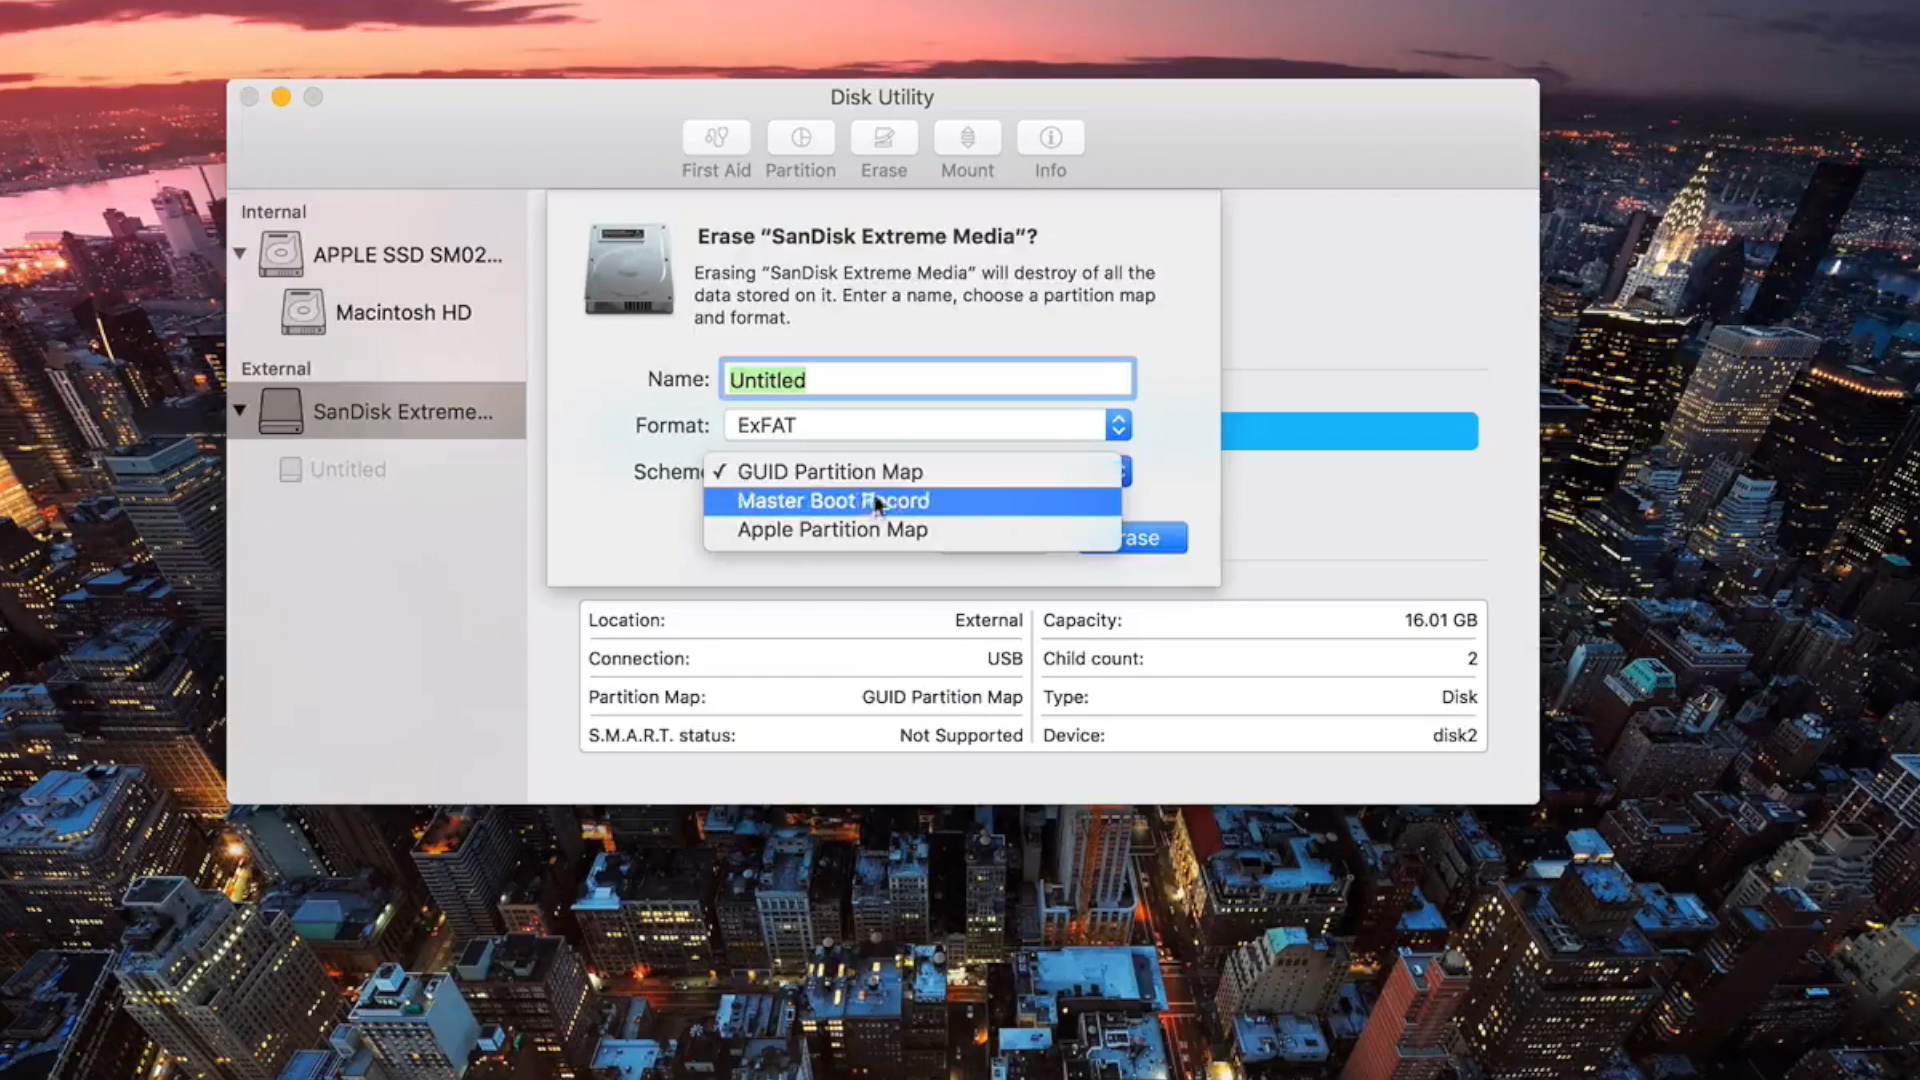 Disk Utility
First Aid
Partition
Erase
Mount
Info
Internal
APPLE SSD SM02...
Macintosh HD
External
SanDisk Extreme...
Untitled
Erase “SanDisk Extreme Media”?
Erasing “SanDisk Extreme Media” will destroy of all the
data stored on it. Enter a name, choose a partition map
and format.
Name: Untitled
Format: ExFAT
Scheme
✓ GUID Partition Map
Master Boot Record
Apple Partition Map
rase
Location: External
Capacity: 16.01 GB
Connection: USB
Child count: 2
Partition Map: GUID Partition Map
Type: Disk
S.M.A.R.T. status: Not Supported
Device: disk2